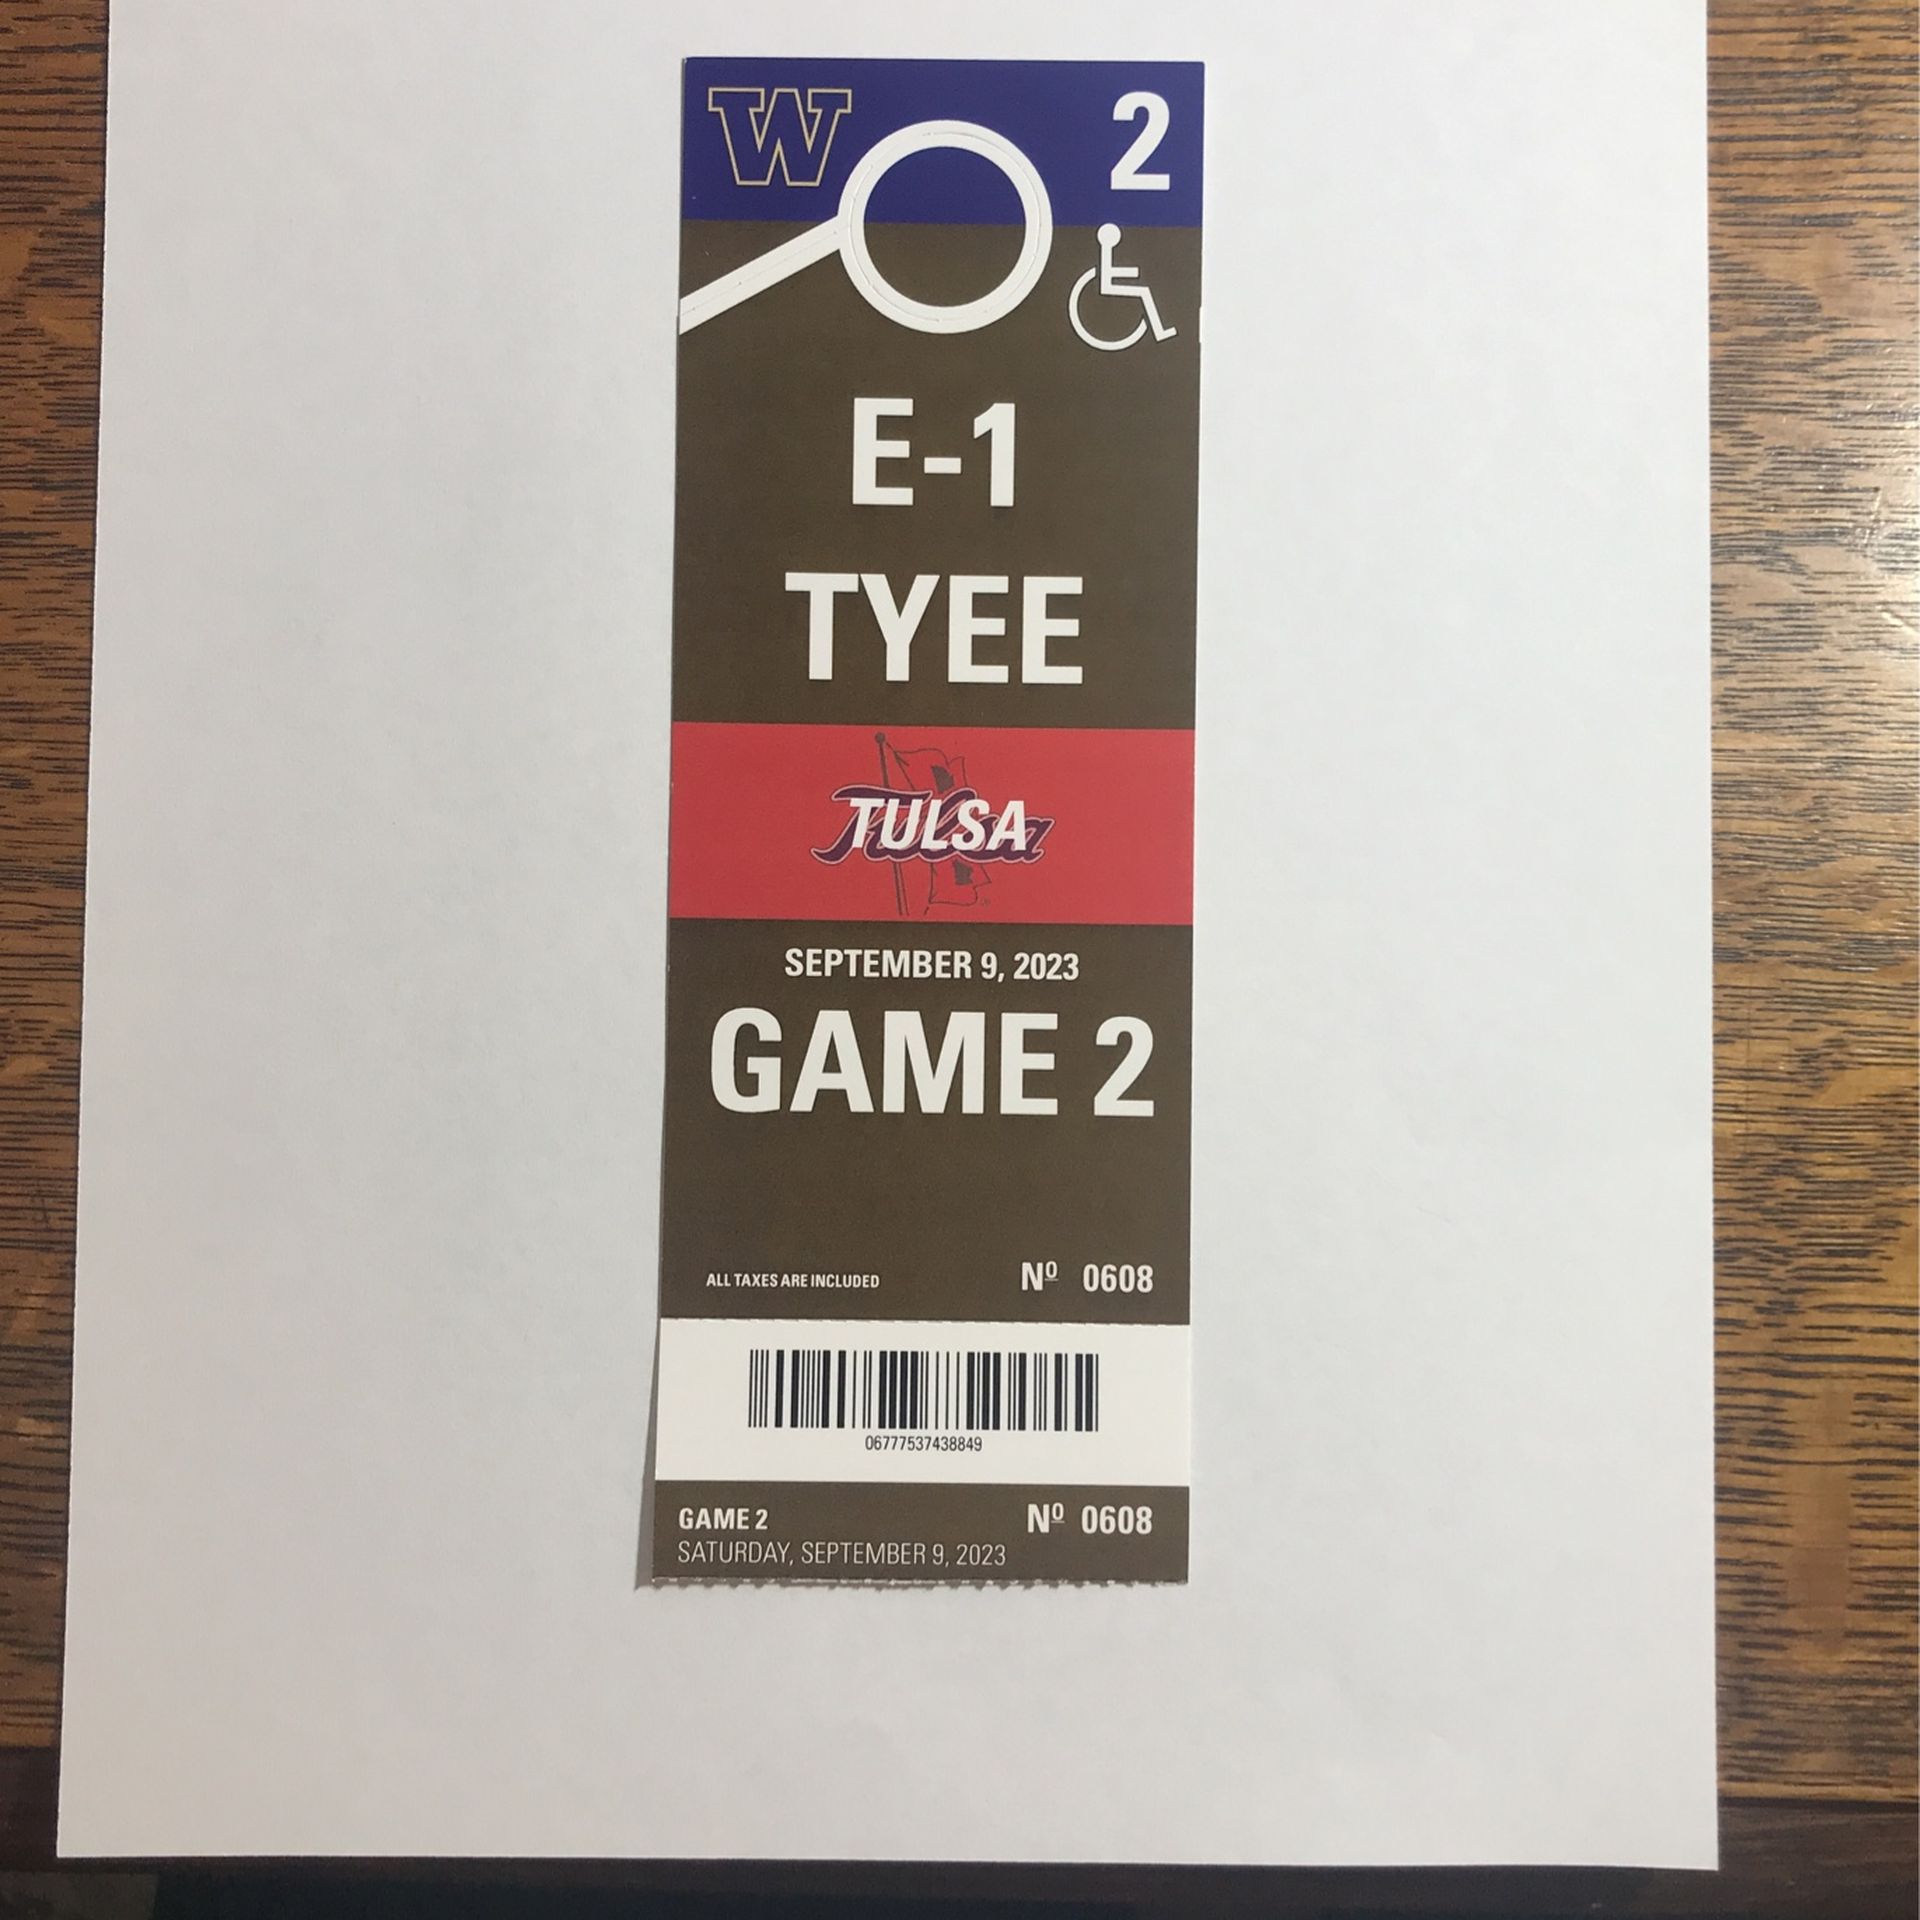 W
2
E-1
TYEE
Tulsa
TULSA
SEPTEMBER 9, 2023
GAME 2
ALL TAXES ARE INCLUDED
Nº 0608
06777537438849
GAME 2
Nº 0608
SATURDAY, SEPTEMBER 9, 2023